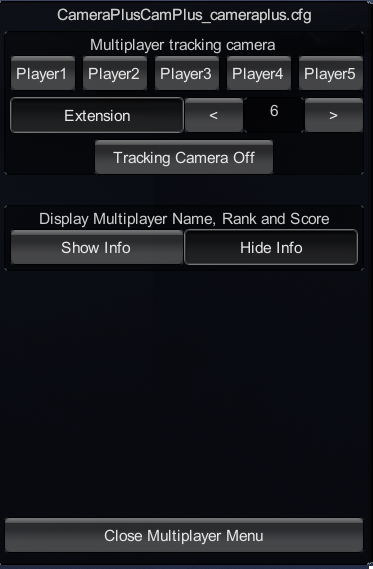 CameraPlusCamPlus_cameraplus.cfg
Multiplayer tracking camera
Player1 Player2 Player3 Player4 Player5
Extension < 6 >
Tracking Camera Off
Display Multiplayer Name, Rank and Score
Show Info Hide Info
Close Multiplayer Menu